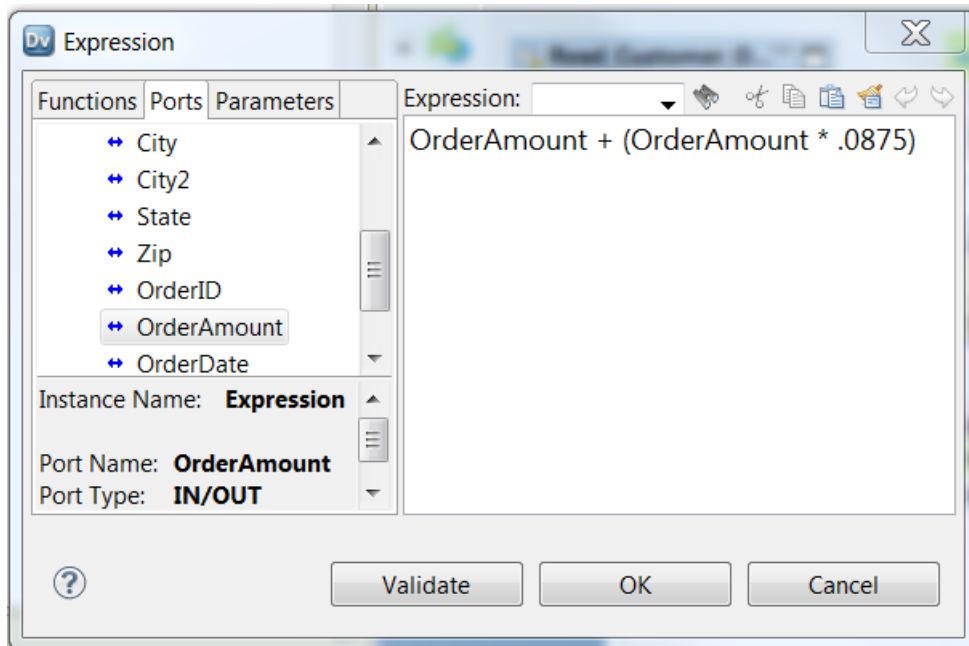 Dv Expression
Functions Ports Parameters
City
City2
State
Zip
OrderID
OrderAmount
OrderDate
Instance Name: Expression
Port Name: OrderAmount
Port Type: IN/OUT
Expression:
OrderAmount + (OrderAmount * .0875)
? Validate OK Cancel